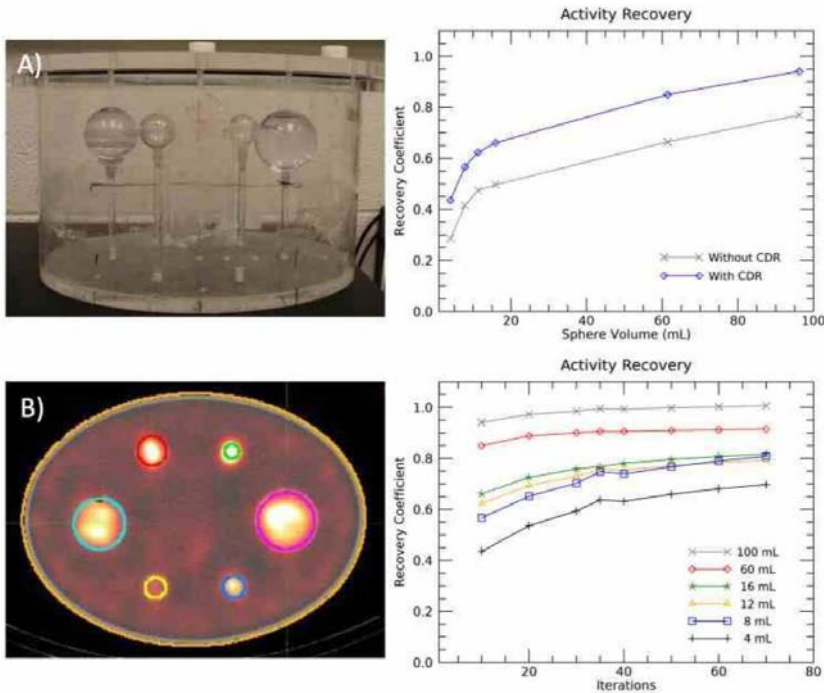 A)
Activity Recovery
Recovery Coefficient
1.0
0.8
0.6
0.4
0.2
0.0
Without CDR
With CDR
20 40 60 80 100
Sphere Volume (mL)
B)
Activity Recovery
Recovery Coefficient
1.0
0.8
0.6
0.4
0.2
0.0
100 mL
60 mL
16 mL
12 mL
8 mL
4 mL
20 40 60 80
Iterations